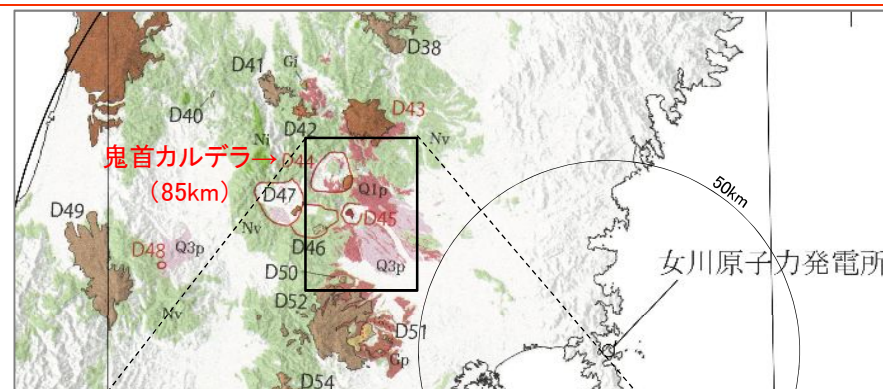 D38
D41
Gi
D40
D43
D42
Nv
Ni
鬼首カルデラ→
D44
(85km)
D47
Q1p
50km
D49
D45
Nv
D48
Q3p
D46
Q3p
女川原子力発電所
D50
D52
Nv
D51
Gp
D54